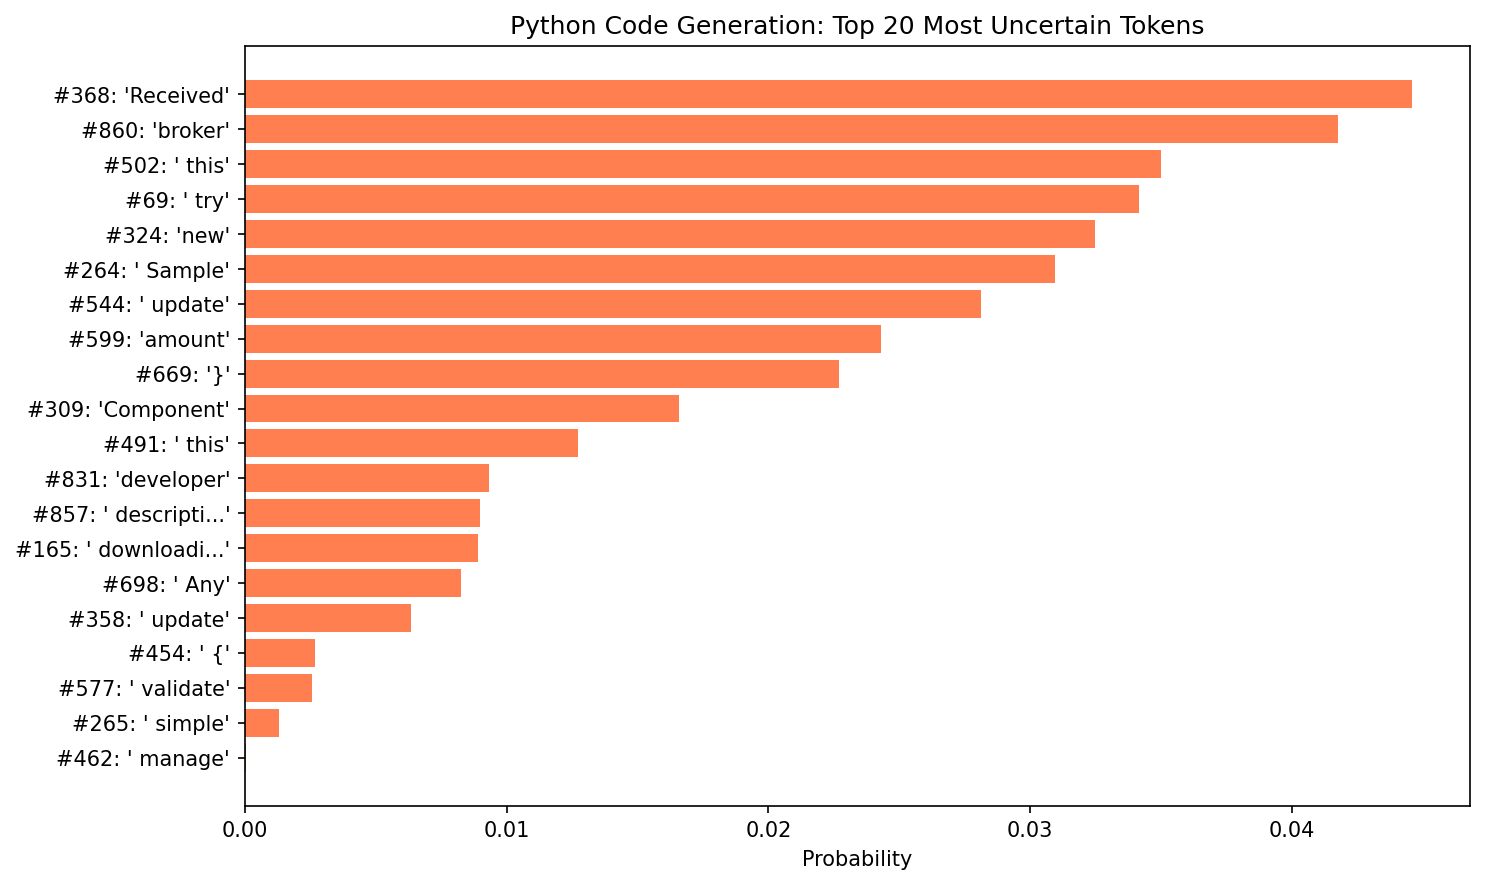 Python Code Generation: Top 20 Most Uncertain Tokens
#368: 'Received'
#860: 'broker'
#502: ' this'
#69: ' try'
#324: 'new'
#264: ' Sample'
#544: ' update'
#599: 'amount'
#669: '}'
#309: 'Component'
#491: ' this'
#831: 'developer'
#857: ' descripti...'
#165: ' downloadi...'
#698: ' Any'
#358: ' update'
#454: ' {'
#577: ' validate'
#265: ' simple'
#462: ' manage'
0.00 0.01 0.02 0.03 0.04
Probability